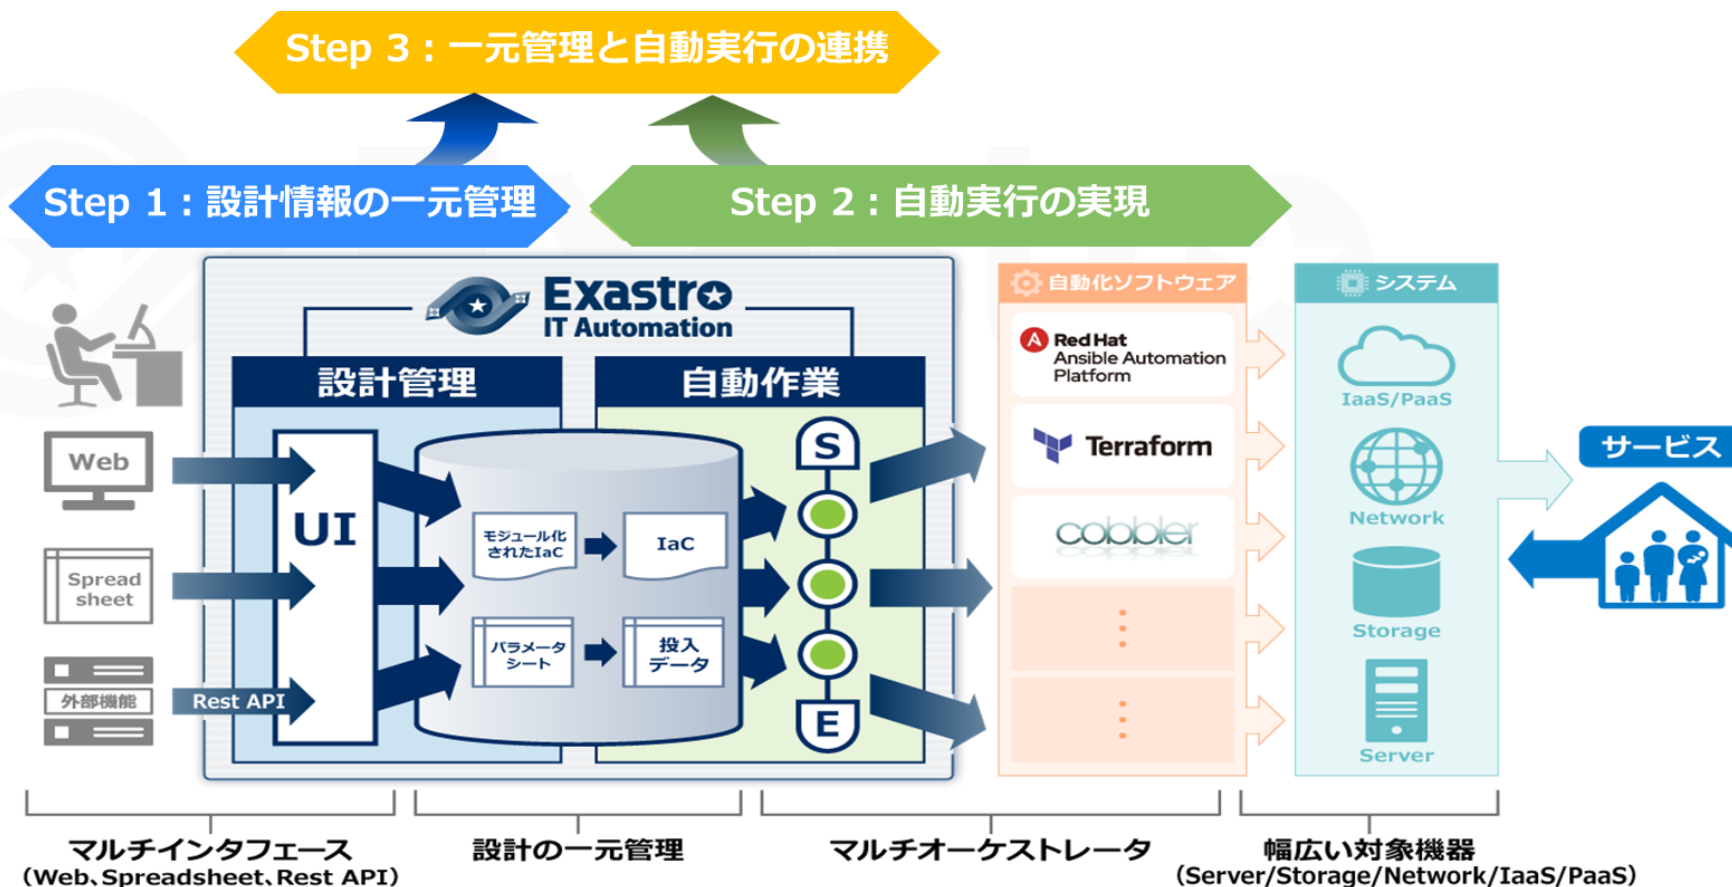 Step 3：一元管理と自動実行の連携
Step 1：設計情報の一元管理
Step 2：自動実行の実現
Exastro
IT Automation
設計管理
自動作業
自動化ソフトウェア
システム
Red Hat
Ansible Automation
Platform
IaaS/PaaS
Web
UI
S
Terraform
サービス
モジュール化
されたIaC
IaC
cobbler
Network
Spread
sheet
パラメータ
シート
投入
データ
Storage
外部機能
Rest API
E
Server
マルチインタフェース
(Web、Spreadsheet、Rest API)
設計の一元管理
マルチオーケストレータ
幅広い対象機器
(Server/Storage/Network/IaaS/PaaS)